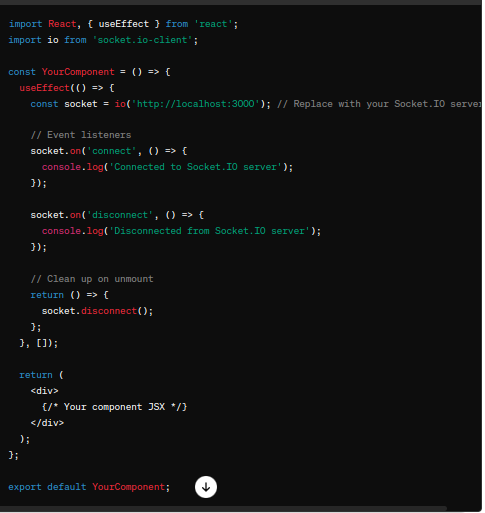 import React, { useEffect } from 'react';
import io from 'socket.io-client';
const YourComponent = () => {
useEffect(() => {
const socket = io('http://localhost:3000'); // Replace with your Socket.IO server
// Event listeners
socket.on('connect', () => {
console.log('Connected to Socket.IO server');
});
socket.on('disconnect', () => {
console.log('Disconnected from Socket.IO server');
});
// Clean up on unmount
return () => {
socket.disconnect();
};
}, []);
return (
<div>
{/* Your component JSX */}
</div>
);
};
export default YourComponent;